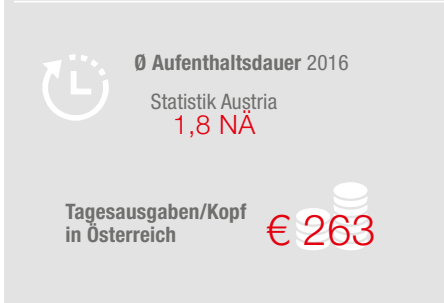 Ø Aufenthaltsdauer 2016
Statistik Austria
1,8 NÄ
Tagesausgaben/Kopf
in Österreich
€ 263